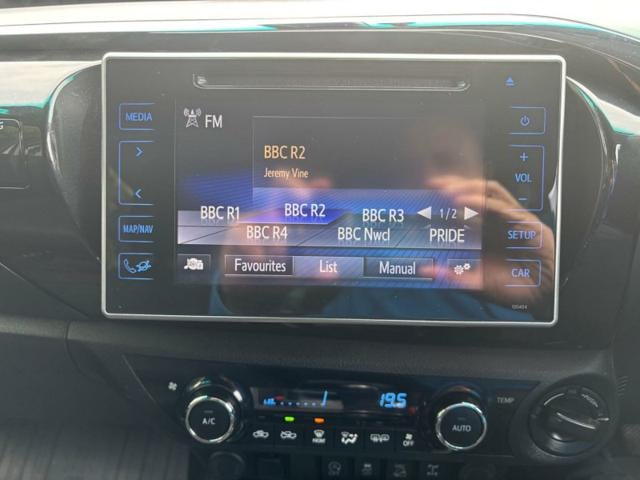 MEDIA
FM
BBC R2
Jeremy Vine
VOL
+
-
BBC R1 BBC R2 BBC R3 1/2
BBC R4 BBC Nwcl PRIDE
MAP/NAV
SETUP
Favourites List Manual
CAR
19.5
TEMP
A/C
AUTO
OFF